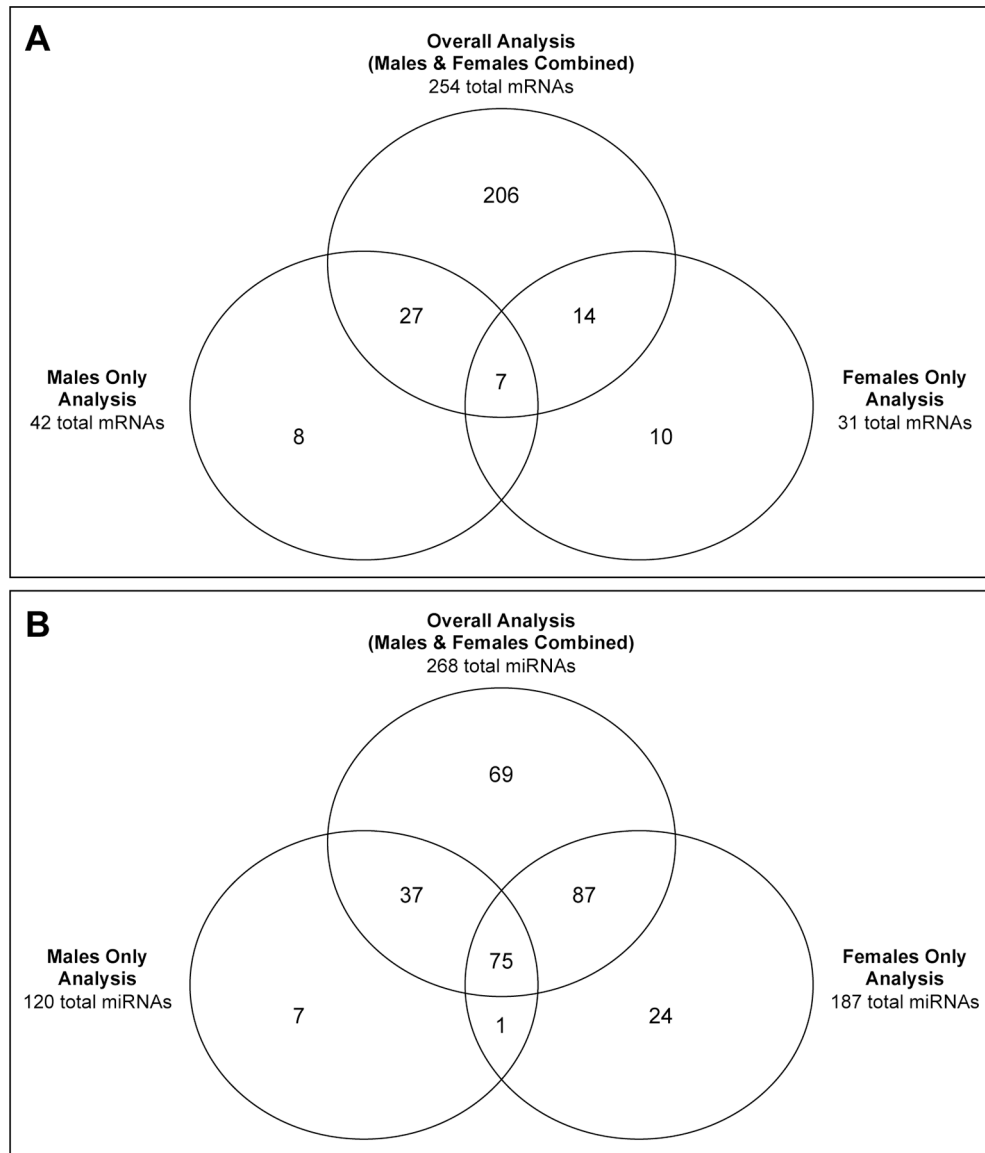 A
Overall Analysis
(Males & Females Combined)
254 total mRNAs
206
27
14
7
Males Only
Analysis
42 total mRNAs
Females Only
Analysis
31 total mRNAs
8
10
B
Overall Analysis
(Males & Females Combined)
268 total miRNAs
69
37
87
75
Males Only
Analysis
120 total miRNAs
Females Only
Analysis
187 total miRNAs
7
1
24